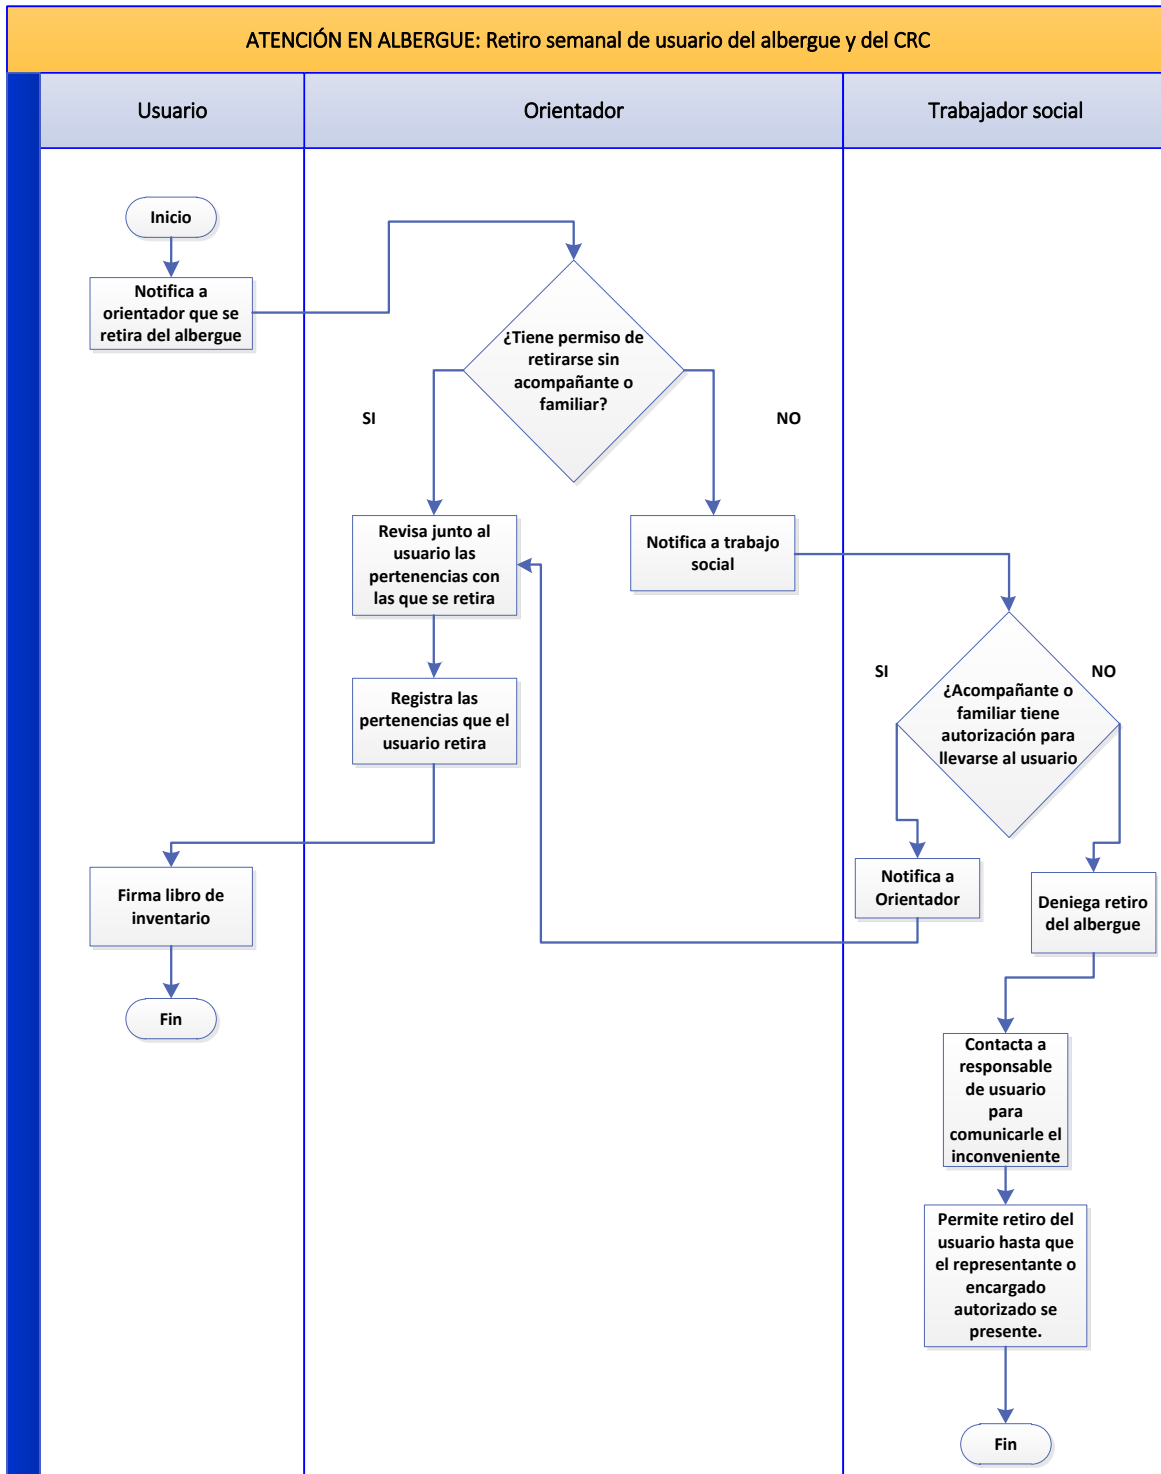 ATENCIÓN EN ALBERGUE: Retiro semanal de usuario del albergue y del CRC
Usuario
Orientador
Trabajador social
Inicio
Notifica a
orientador que se
retira del albergue
¿Tiene permiso de
retirarse sin
acompañante o
familiar?
SI
NO
Revisa junto al
usuario las
pertenencias con
las que se retira
Notifica a trabajo
social
Registra las
pertenencias que el
usuario retira
SI
NO
¿Acompañante o
familiar tiene
autorización para
llevarse al usuario
Firma libro de
inventario
Fin
Notifica a
Orientador
Deniega retiro
del albergue
Contacta a
responsable
de usuario
para
comunicarle el
inconveniente
Permite retiro del
usuario hasta que
el representante o
encargado
autorizado se
presente.
Fin